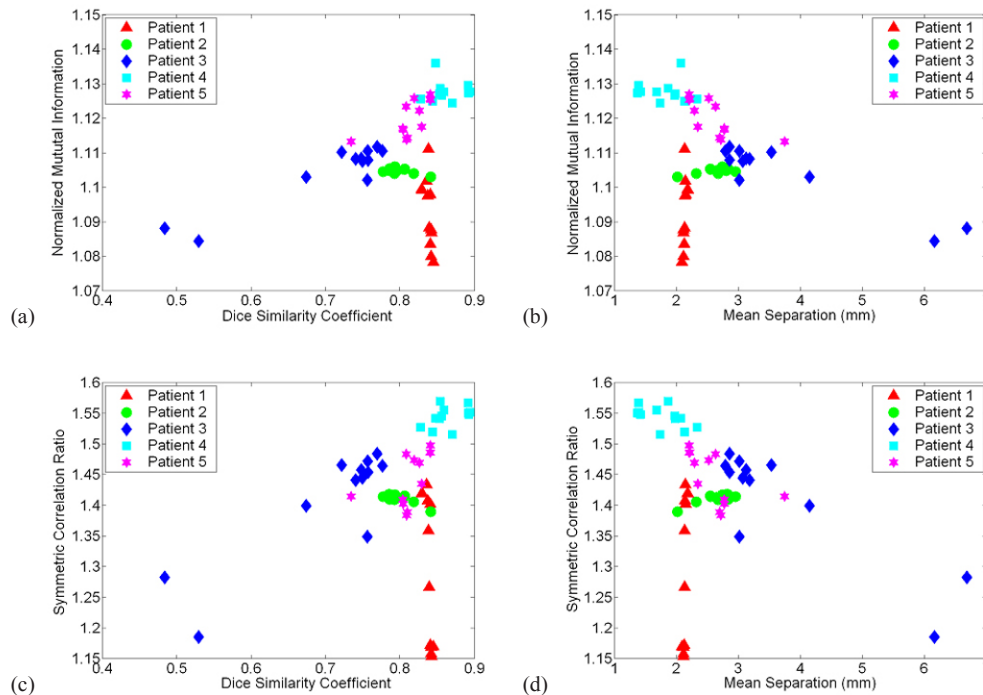 1.15
1.14
1.13
1.12
1.11
1.1
1.09
1.08
1.07
Normalized Mututal Information
0.4 0.5 0.6 0.7 0.8 0.9
Dice Similarity Coefficient
Patient 1
Patient 2
Patient 3
Patient 4
Patient 5
(a)
1.15
1.14
1.13
1.12
1.11
1.1
1.09
1.08
1.07
Normalized Mutual Information
1 2 3 4 5 6
Mean Separation (mm)
Patient 1
Patient 2
Patient 3
Patient 4
Patient 5
(b)
1.6
1.55
1.5
1.45
1.4
1.35
1.3
1.25
1.2
1.15
Symmetric Correlation Ratio
0.4 0.5 0.6 0.7 0.8 0.9
Dice Similarity Coefficient
Patient 1
Patient 2
Patient 3
Patient 4
Patient 5
(c)
1.6
1.55
1.5
1.45
1.4
1.35
1.3
1.25
1.2
1.15
Symmetric Correlation Ratio
1 2 3 4 5 6
Mean Separation (mm)
Patient 1
Patient 2
Patient 3
Patient 4
Patient 5
(d)